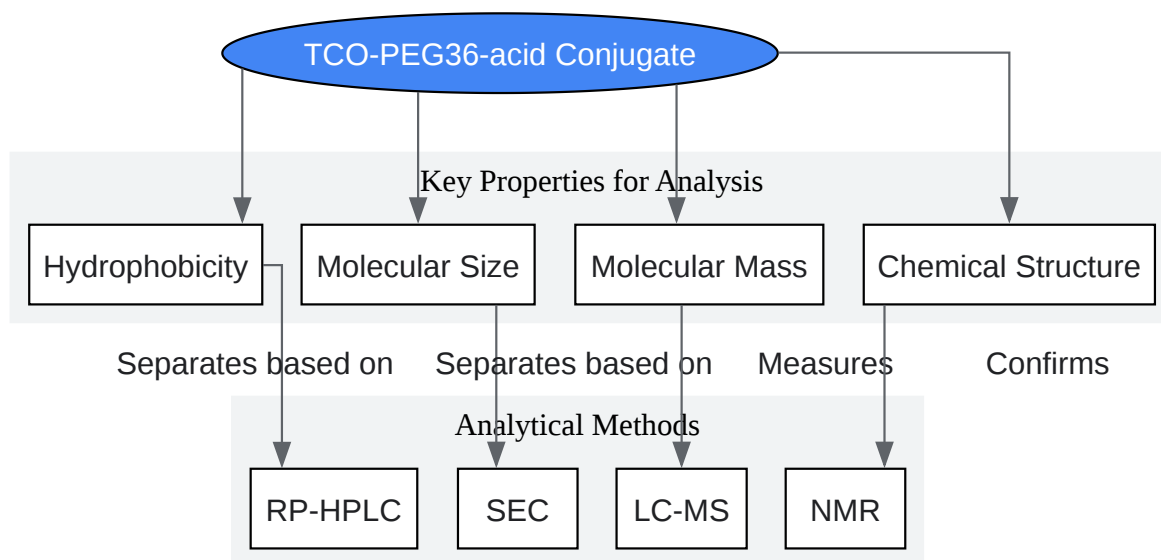 TCO-PEG36-acid Conjugate
Key Properties for Analysis
Hydrophobicity
Molecular Size
Molecular Mass
Chemical Structure
Separates based on
Separates based on
Measures
Confirms
Analytical Methods
RP-HPLC
SEC
LC-MS
NMR